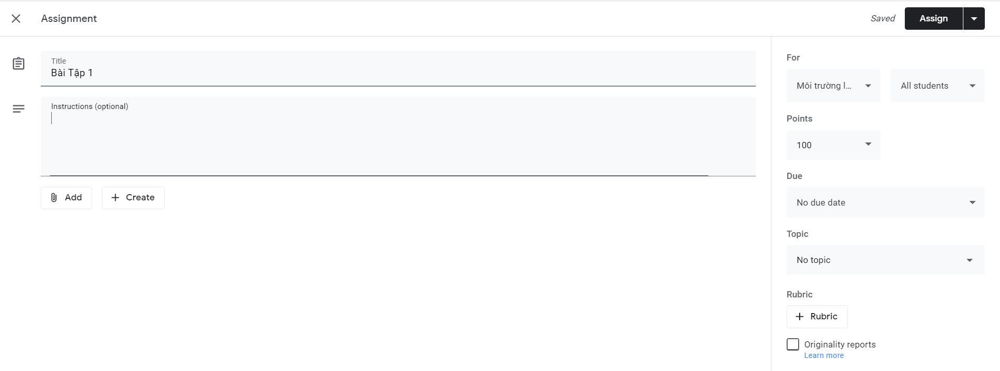 Assignment
Saved
Assign
Title
Bài Tập 1
Instructions (optional)
Add
Create
For
Môi trường l...
All students
Points
100
Due
No due date
Topic
No topic
Rubric
Rubric
Originality reports
Learn more